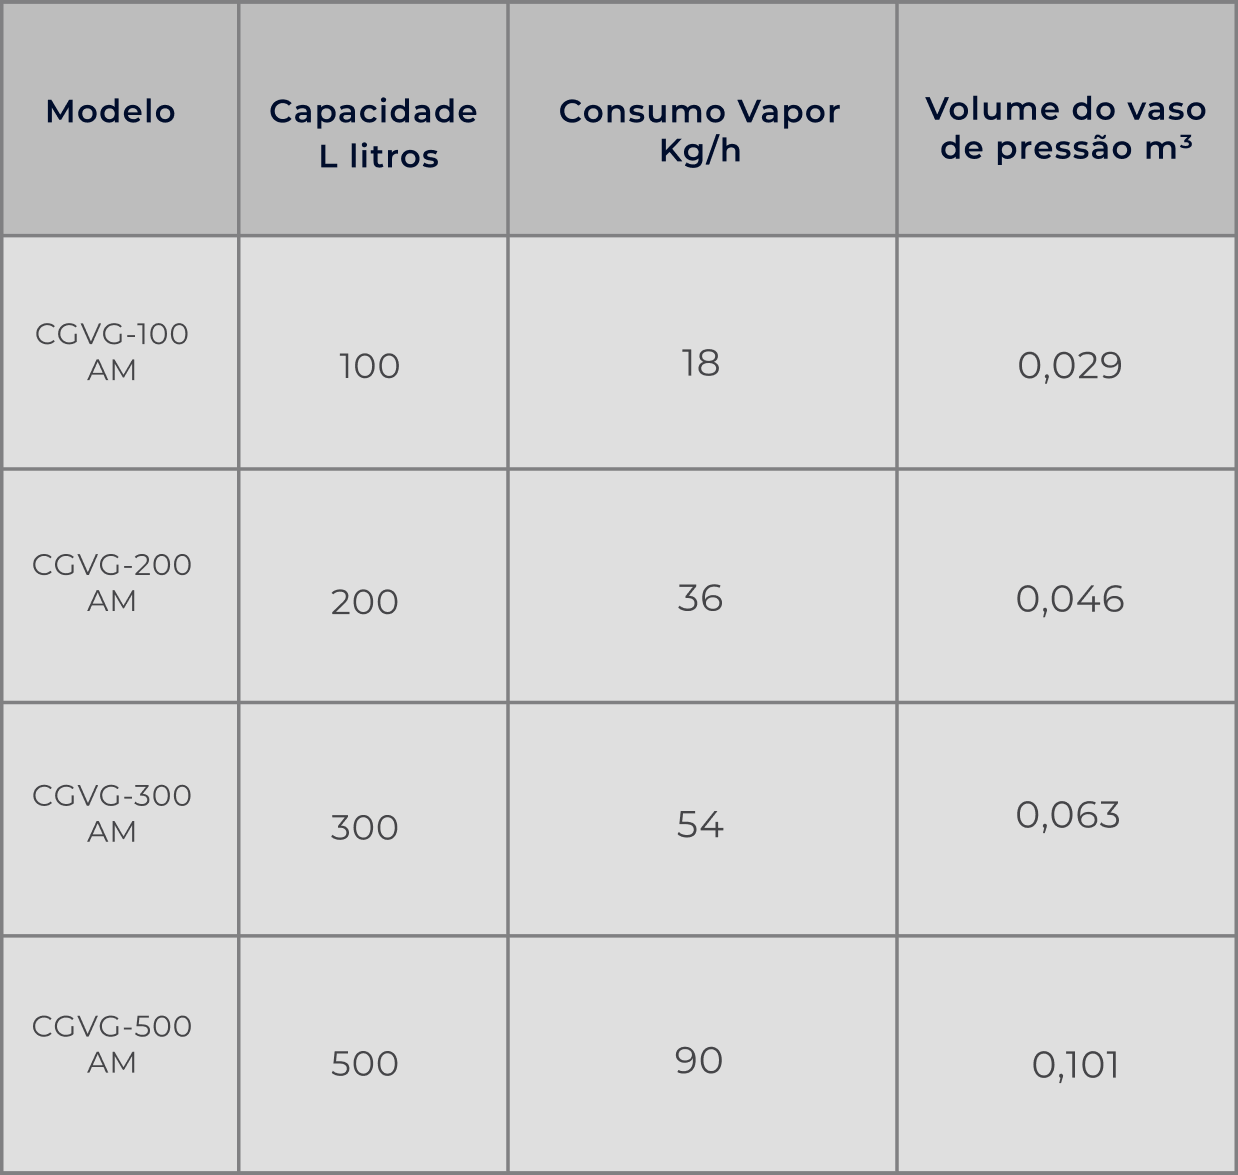 Modelo
Capacidade
L litros
Consumo Vapor
Kg/h
Volume do vaso
de pressão m³
CGVG-100
AM
100
18
0,029
CGVG-200
AM
200
36
0,046
CGVG-300
AM
300
54
0,063
CGVG-500
AM
500
90
0,101